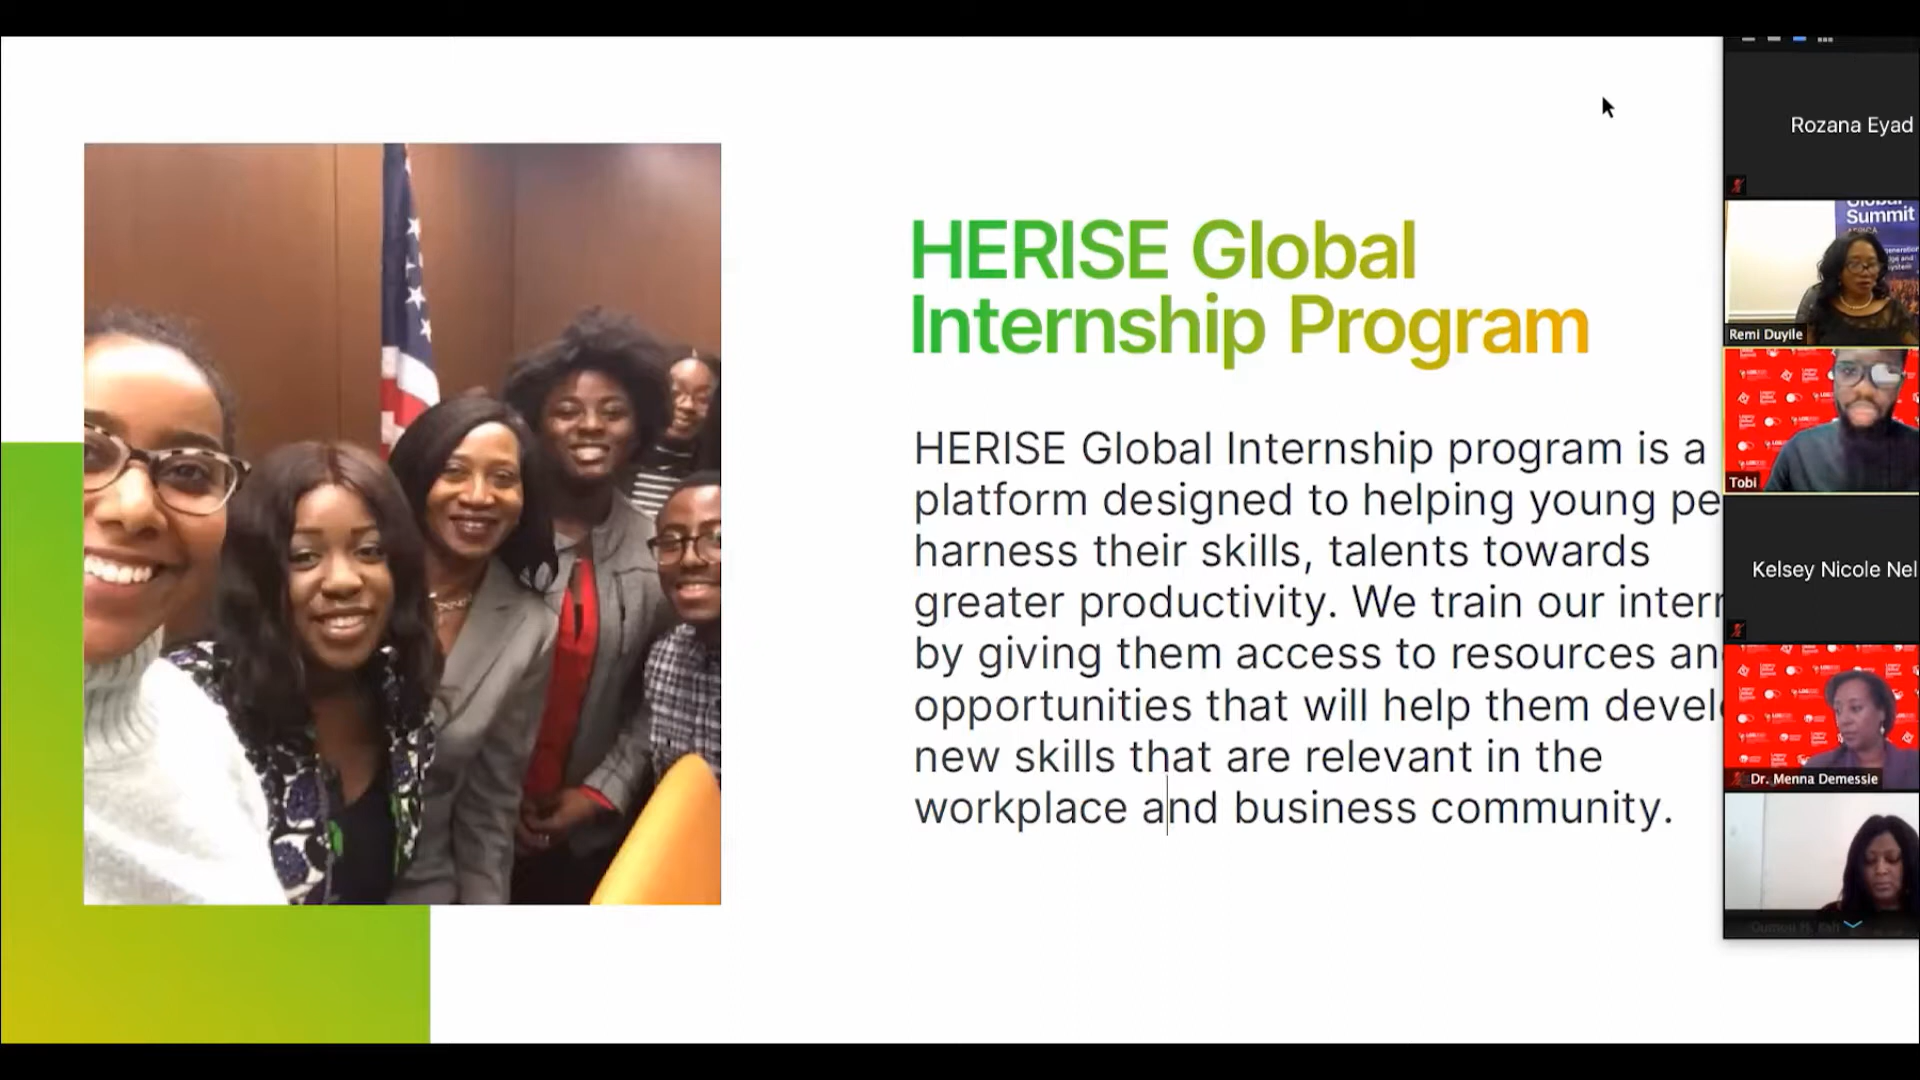 HERISE Global
Internship Program
HERISE Global Internship program is a
platform designed to helping young pe
harness their skills, talents towards
greater productivity. We train our inter
by giving them access to resources an
opportunities that will help them devel
new skills that are relevant in the
workplace and business community.
Rozana Eyad
Global
Summit
Remi Duyile
Tobi
Kelsey Nicole Nel
Dr. Menna Demessie